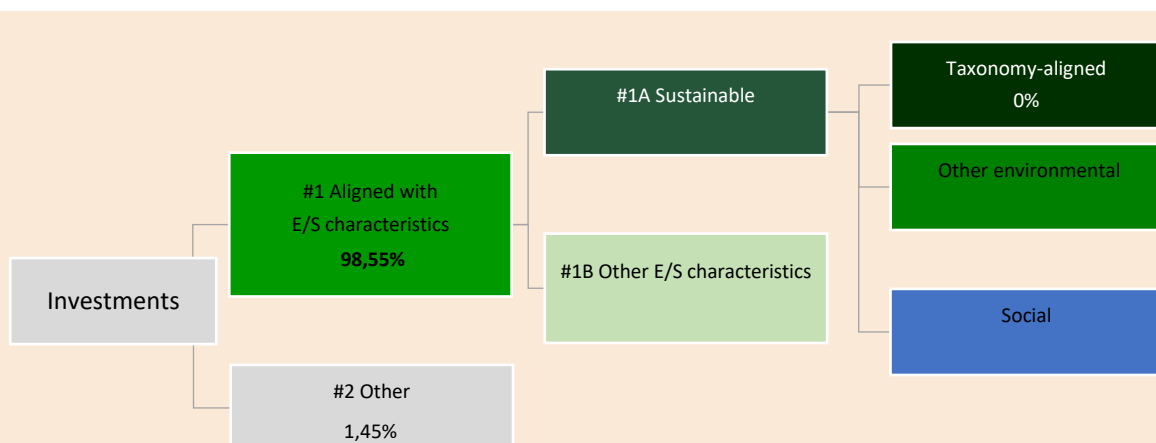 Investments
#1 Aligned with
E/S characteristics
98,55%
#2 Other
1,45%
#1A Sustainable
#1B Other E/S characteristics
Taxonomy-aligned
0%
Other environmental
Social